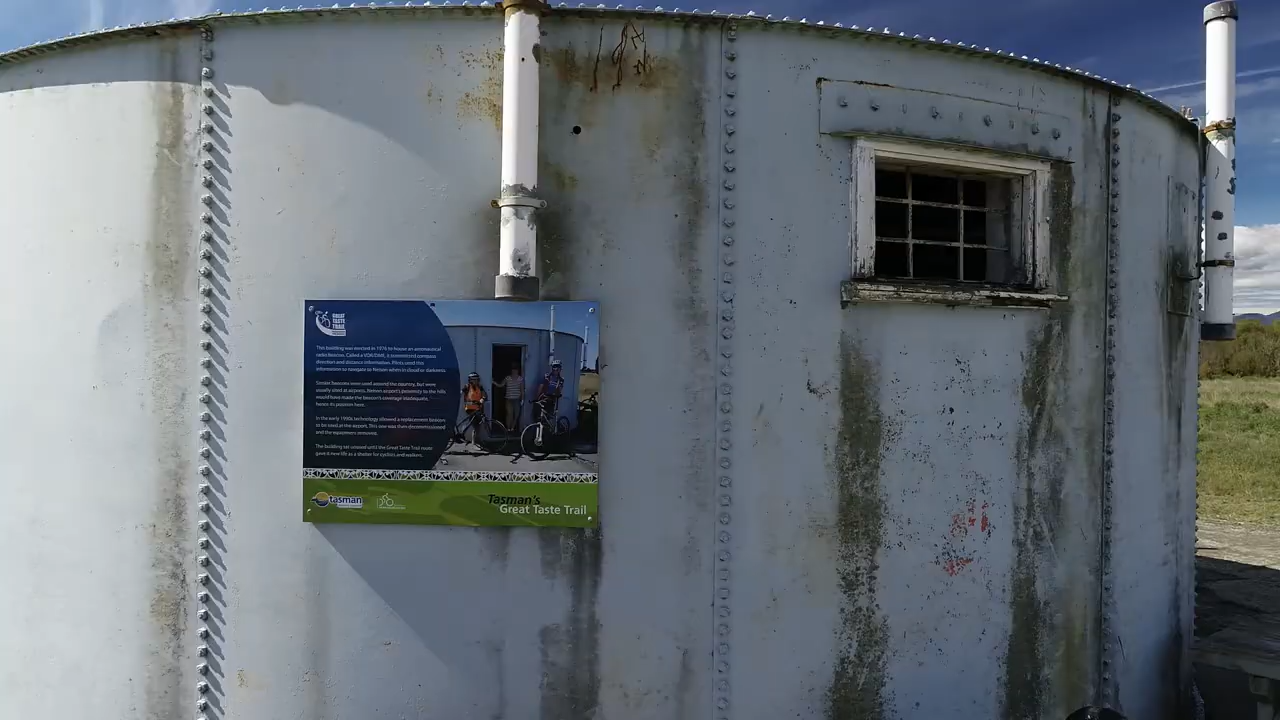 GREAT
TASTE
TRAIL
This building was erected in 1976 to house an aeronautical
radio beacon. Called a VOR/DME, it transmitted compass
direction and distance information. Pilots used this
information to navigate to Nelson when in cloud or darkness.
Similar beacons were used around the country, but were
usually sited at airports. Nelson airport's proximity to the hills
would have made the beacon's coverage inadequate,
hence its position here.
In the early 1990s technology allowed a replacement beacon
to be sited at the airport. This one was then decommissioned
and the equipment removed.
The building sat unused until the Great Taste Trail route
gave it new life as a shelter for cyclists and walkers.
tasman
Tasman's
Great Taste Trail